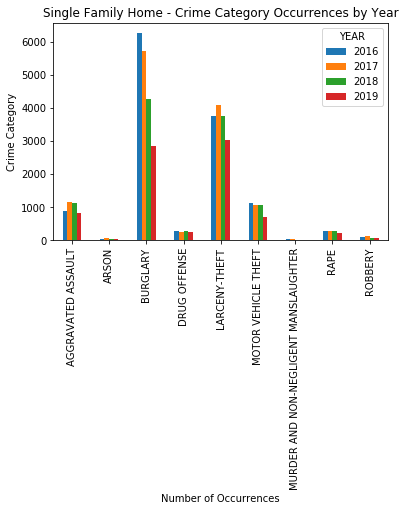 Single Family Home - Crime Category Occurrences by Year
YEAR
2016
2017
2018
2019
Crime Category
6000
5000
4000
3000
2000
1000
0
AGGRAVATED ASSAULT
ARSON
BURGLARY
DRUG OFFENSE
LARCENY-THEFT
MOTOR VEHICLE THEFT
MURDER AND NON-NEGLIGENT MANSLAUGHTER
RAPE
ROBBERY
Number of Occurrences